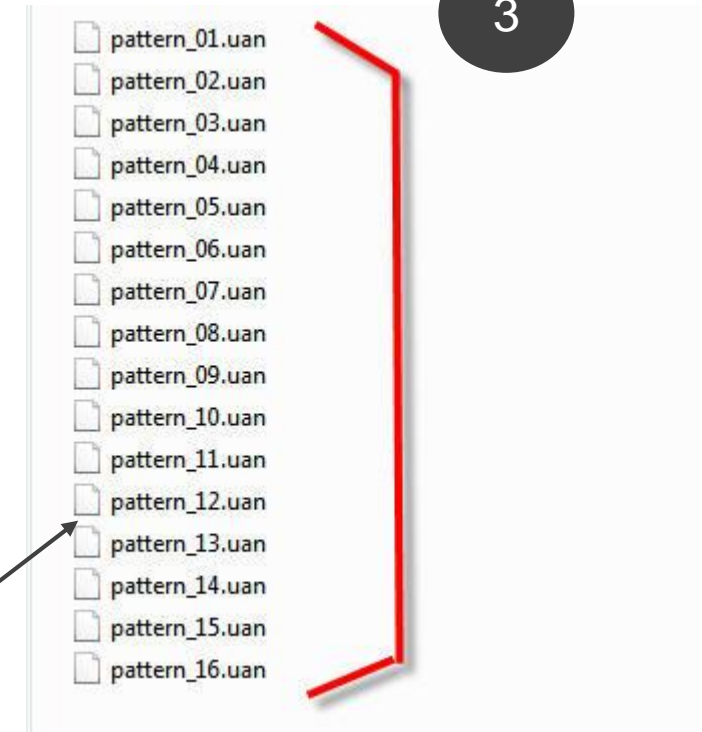 3
pattern_01.uan
pattern_02.uan
pattern_03.uan
pattern_04.uan
pattern_05.uan
pattern_06.uan
pattern_07.uan
pattern_08.uan
pattern_09.uan
pattern_10.uan
pattern_11.uan
pattern_12.uan
pattern_13.uan
pattern_14.uan
pattern_15.uan
pattern_16.uan